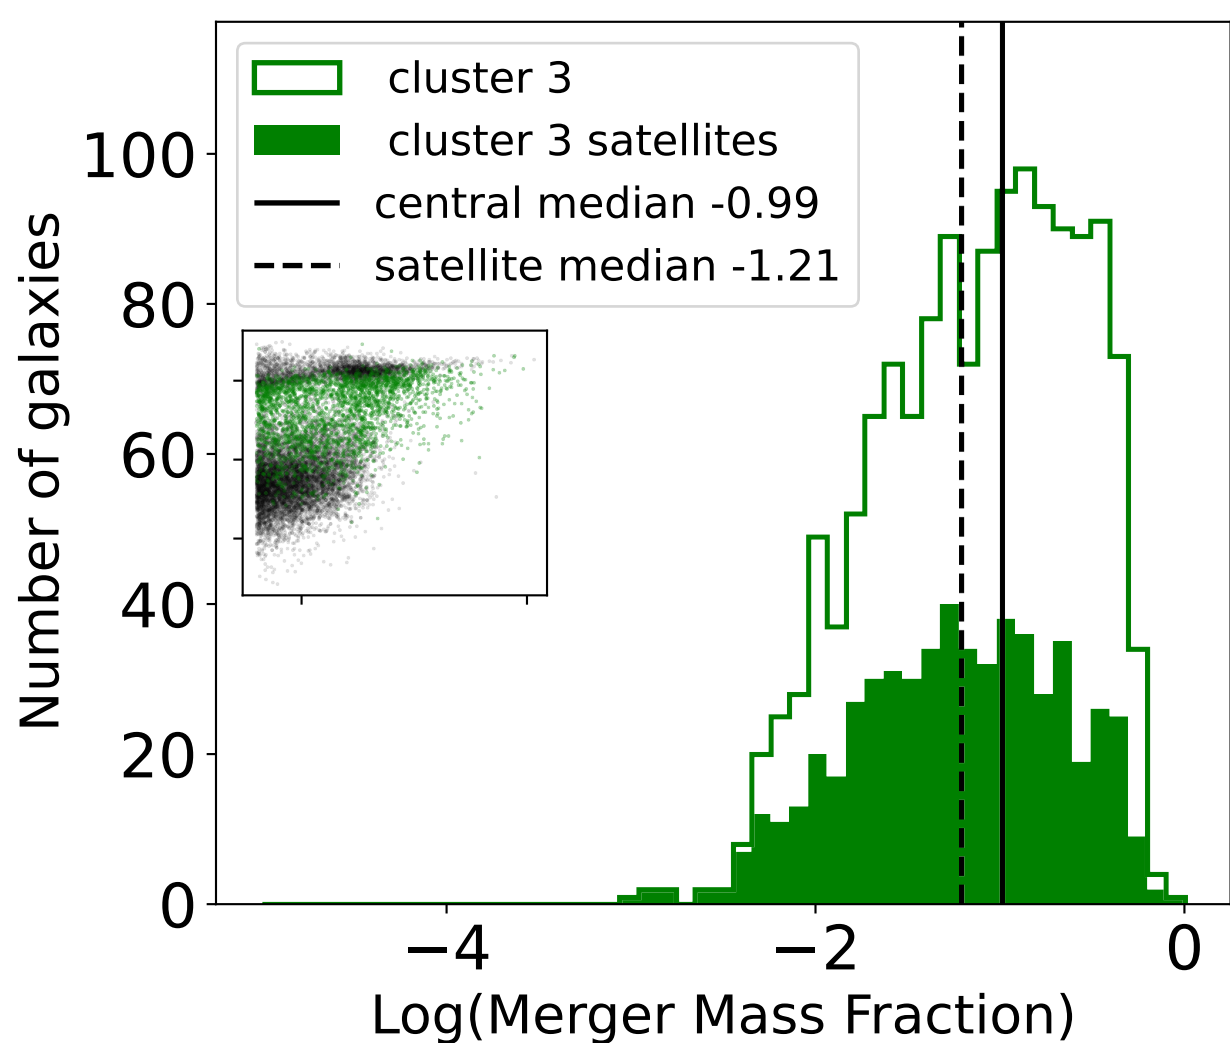 cluster 3
cluster 3 satellites
central median -0.99
satellite median -1.21
Number of galaxies
100
80
60
40
20
0
−4
−2
0
Log(Merger Mass Fraction)